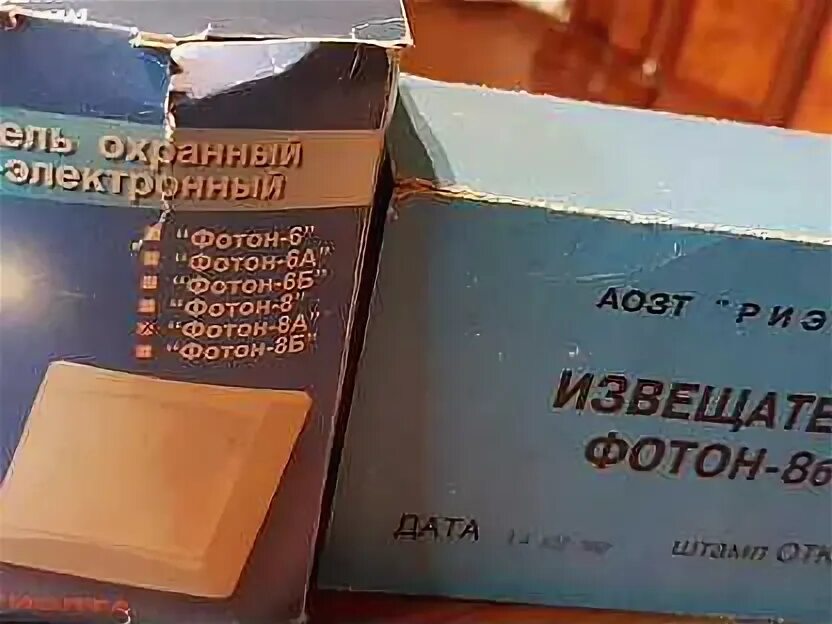 ель охранный
электронный
"Фотон-6"
"Фотон-6А"
"Фотон-6Б"
"Фотон-8"
"Фотон-8А"
"Фотон-8Б"
АОЗТ "РИЭ
ИЗВЕЩАТЕ
ФОТОН-8б
ДАТА
штамп ОТК